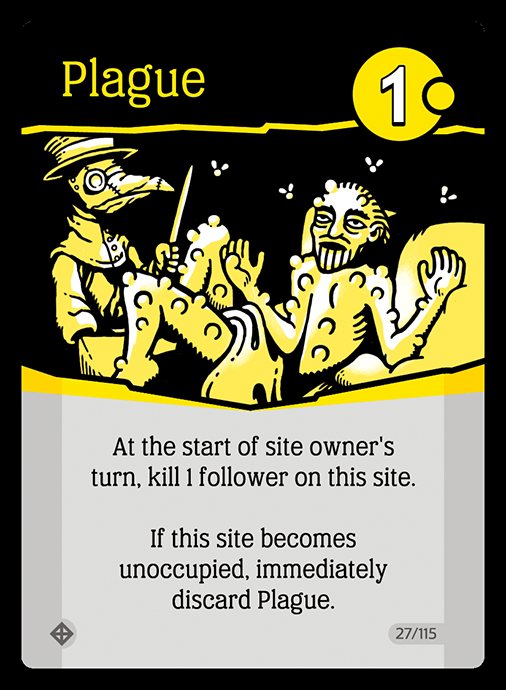 Plague
1
At the start of site owner's
turn, kill 1 follower on this site.
If this site becomes
unoccupied, immediately
discard Plague.
27/115